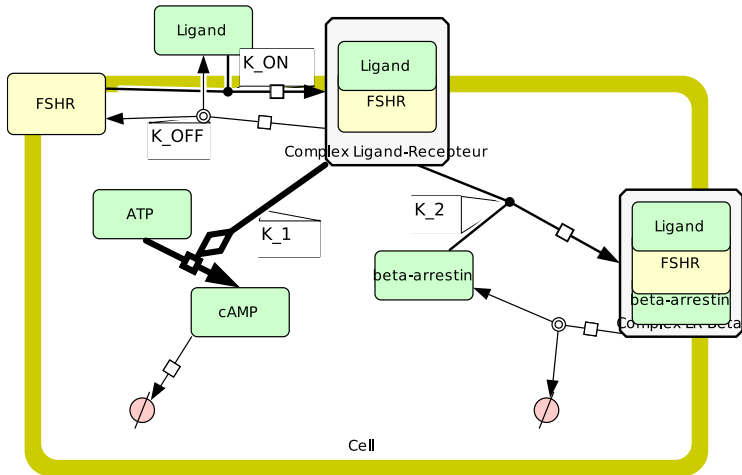 Ligand
K_ON
Ligand
FSHR
FSHR
K_OFF
Complex Ligand-Recepteur
ATP
K_1
K_2
Ligand
FSHR
beta-arrestin
beta-arrestin
cAMP
Complex LR Beta
Cell